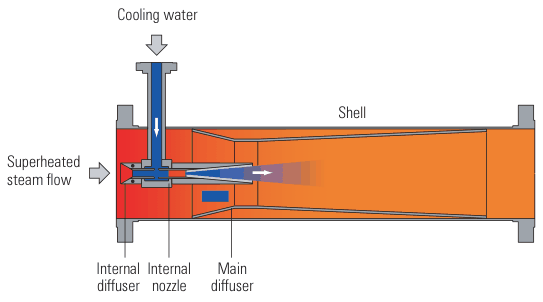 Cooling water
Shell
Superheated
steam flow
Internal
diffuser
Internal
nozzle
Main
diffuser